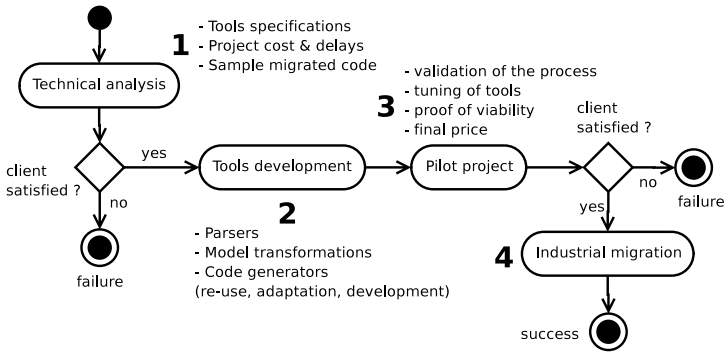 1
- Tools specifications
- Project cost & delays
- Sample migrated code
Technical analysis
client
satisfied ?
yes
no
failure
Tools development
2
- Parsers
- Model transformations
- Code generators
(re-use, adaptation, development)
3
- validation of the process
- tuning of tools
- proof of viability
- final price
Pilot project
client
satisfied ?
no
failure
yes
4
Industrial migration
success